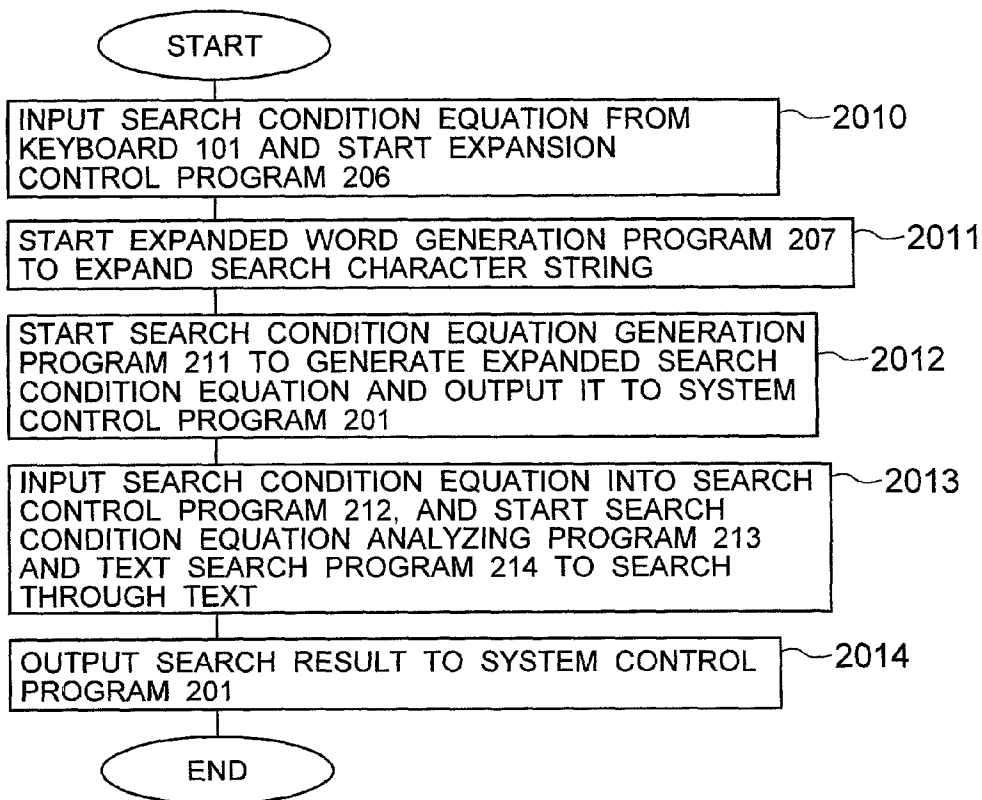 START
INPUT SEARCH CONDITION EQUATION FROM
KEYBOARD 101 AND START EXPANSION
CONTROL PROGRAM 206
2010
START EXPANDED WORD GENERATION PROGRAM 207
TO EXPAND SEARCH CHARACTER STRING
2011
START SEARCH CONDITION EQUATION GENERATION
PROGRAM 211 TO GENERATE EXPANDED SEARCH
CONDITION EQUATION AND OUTPUT IT TO SYSTEM
CONTROL PROGRAM 201
2012
INPUT SEARCH CONDITION EQUATION INTO SEARCH
CONTROL PROGRAM 212, AND START SEARCH
CONDITION EQUATION ANALYZING PROGRAM 213
AND TEXT SEARCH PROGRAM 214 TO SEARCH
THROUGH TEXT
2013
OUTPUT SEARCH RESULT TO SYSTEM CONTROL
PROGRAM 201
2014
END